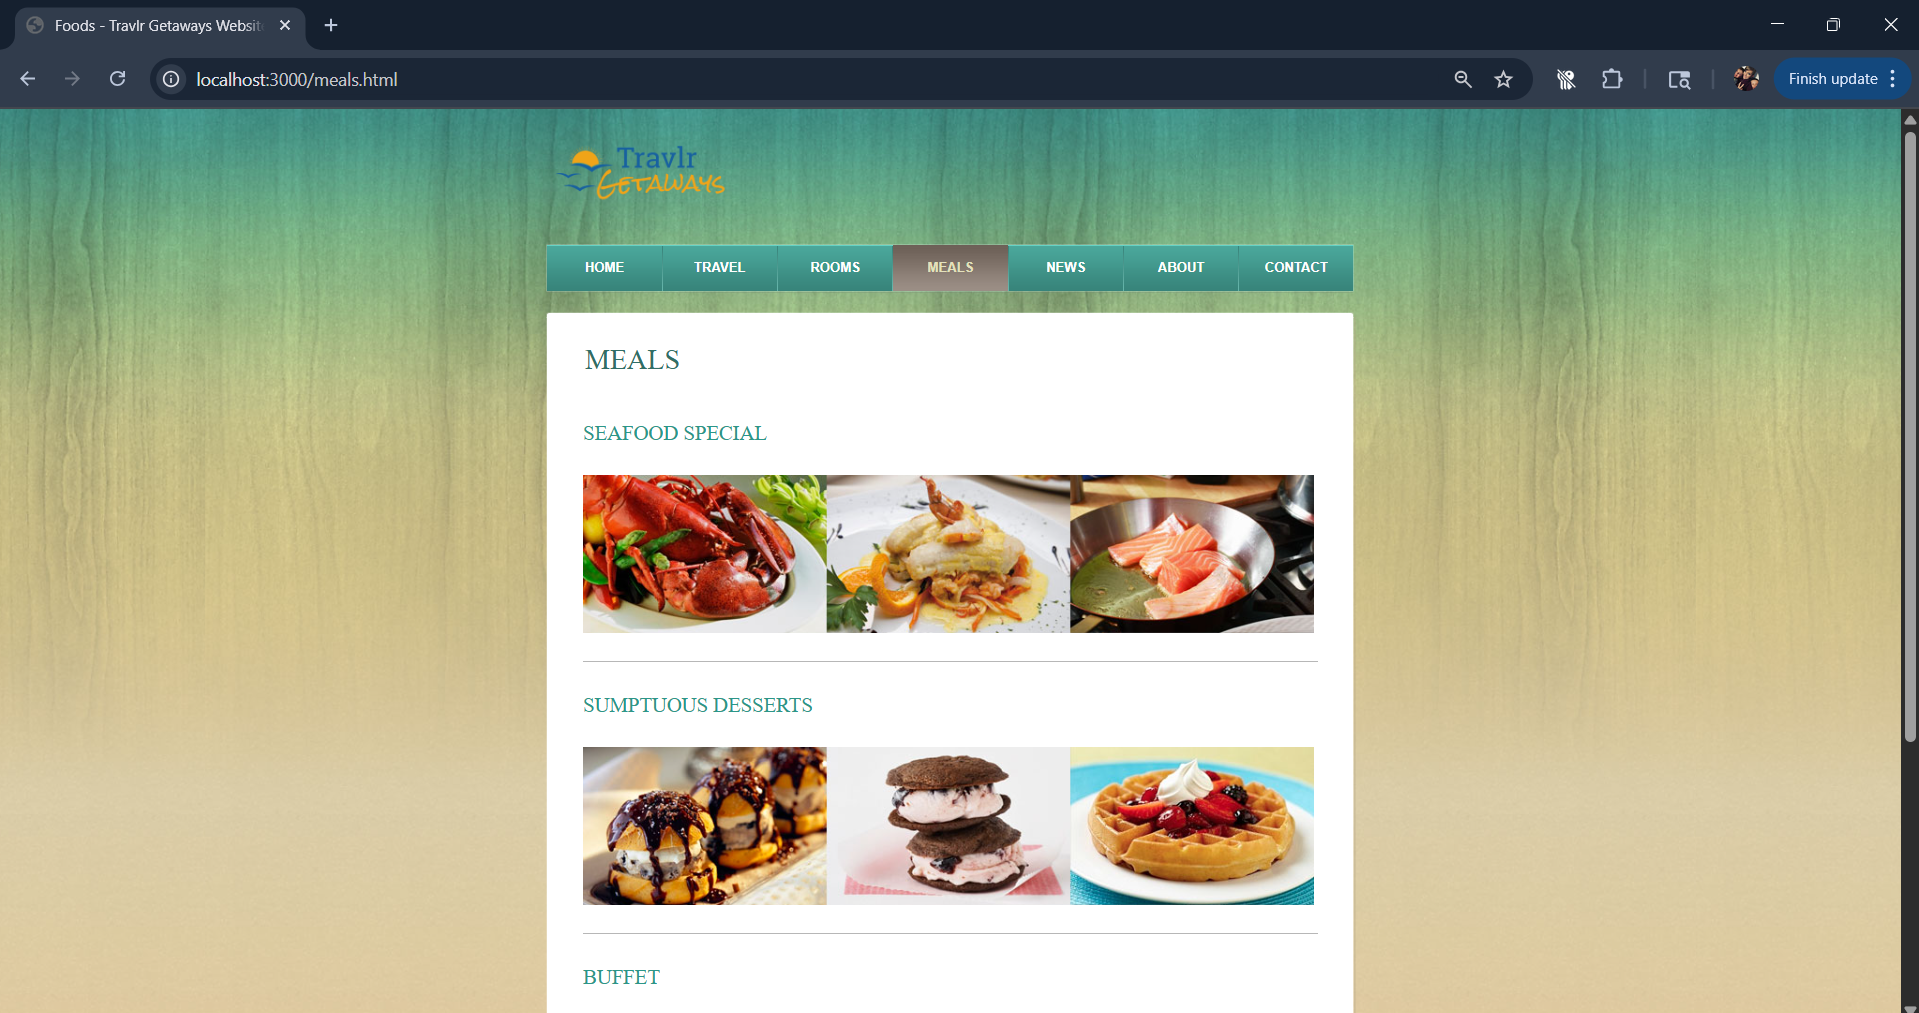 Foods - Travlr Getaways Websit
localhost:3000/meals.html
Finish update
Travlr
GETAWAYS
HOME TRAVEL ROOMS MEALS NEWS ABOUT CONTACT
MEALS
SEAFOOD SPECIAL
SUMPTUOUS DESSERTS
BUFFET